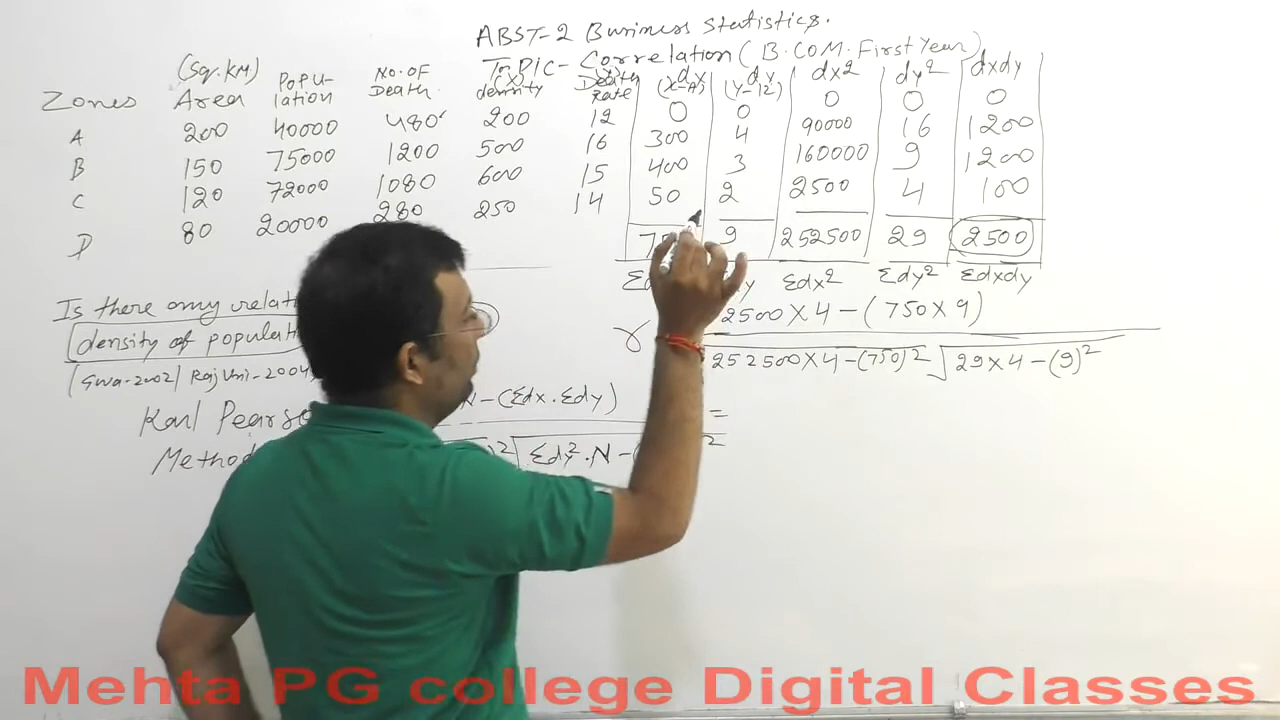 ABST-2 Business Statistics.
Topic- Correlation (B.COM. First Year)
Zones (Sq.KM) Area Popu-lation No. of Death (X) density (Y) Death Rate dx (X-A) dy (Y-12) dx2 dy2 dxdy
A 200 40000 480 200 12 0 0 0 0 0
B 150 75000 1200 500 16 300 4 90000 16 1200
C 120 72000 1080 600 15 400 3 160000 9 1200
D 80 20000 280 250 14 50 2 2500 4 100
9 252500 29 2500
Σdx2 Σdy2 Σdxdy
Is there any
density of
(Swa-2002/ Raj Uni-2004
r 2500 X 4 - (750 X 9)
252500 X 4 - (750)2 √29 X 4 - (9)2
Karl
Method
N - (Σdx.Σdy) =
)2 √Σdy2.N - 2
Mehta PG college Digital Classes